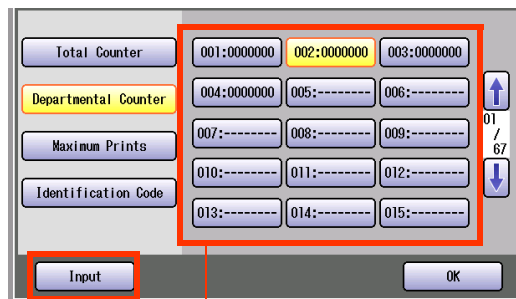 Total Counter
Departmental Counter
Maximum Prints
Identification Code
001:0000000 002:0000000 003:0000000
004:0000000 005:-------- 006:--------
007:-------- 008:-------- 009:--------
010:-------- 011:-------- 012:--------
013:-------- 014:-------- 015:--------
01
/
67
Input
OK